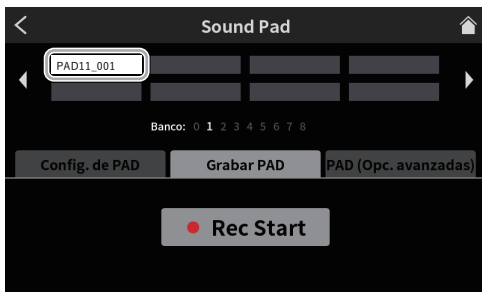 Sound Pad
PAD11_001
Banco: 0 1 2 3 4 5 6 7 8
Config. de PAD
Grabar PAD
PAD (Opc. avanzadas)
Rec Start